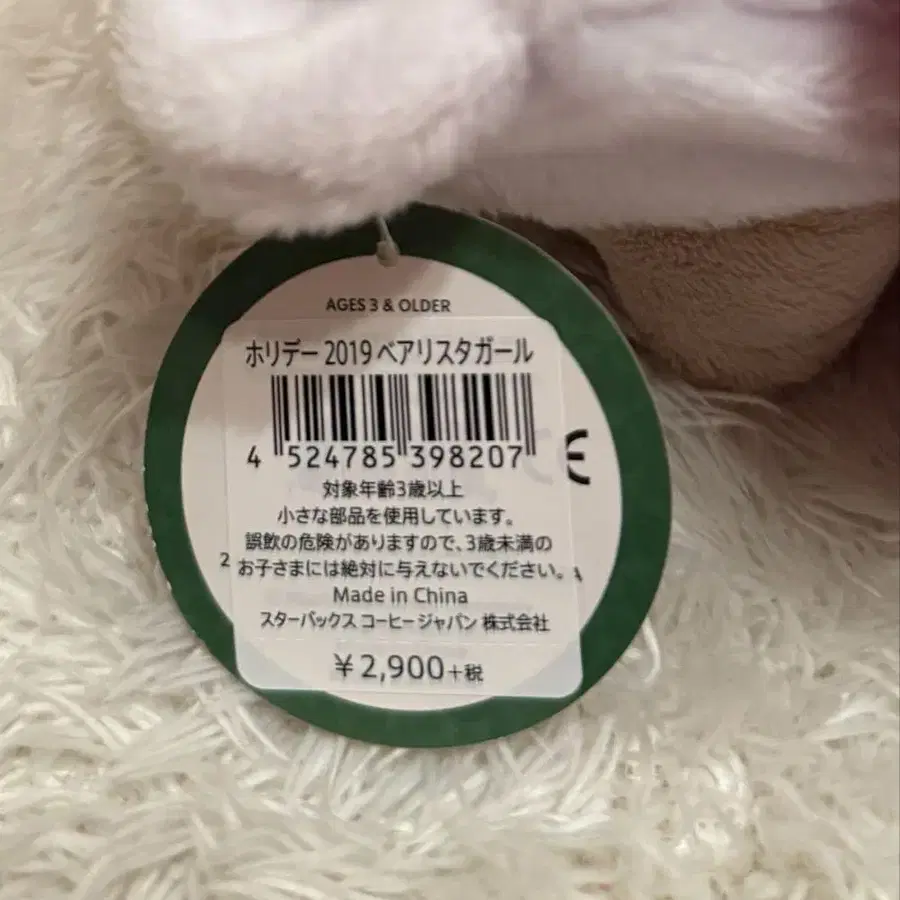 AGES 3 & OLDER
ホリデー 2019 ベアリスタガール
4 524785 398207
対象年齢3歳以上
小さな部品を使用しています。
誤飲の危険がありますので、3歳未満の
お子さまには絶対に与えないでください。
Made in China
スターバックス コーヒージャパン 株式会社
￥2,900+税